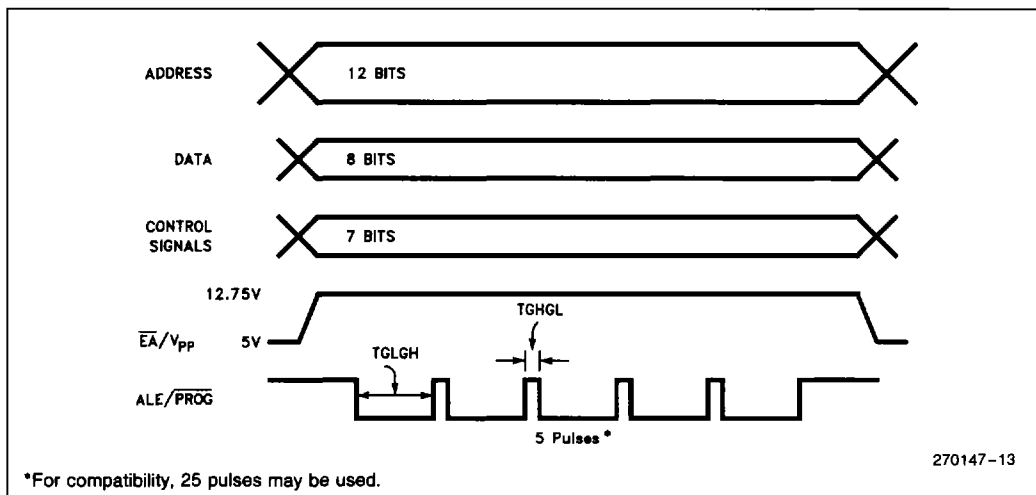 ADDRESS
12 BITS
DATA
8 BITS
CONTROL
SIGNALS
7 BITS
12.75V
EA/VPP
5V
TGHGL
TGLGH
ALE/PROG
5 Pulses*
270147-13
*For compatibility, 25 pulses may be used.